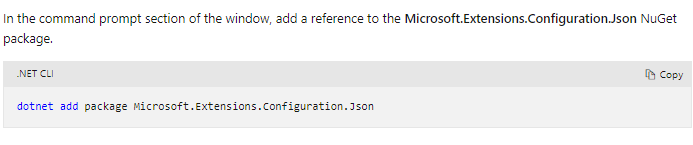 In the command prompt section of the window, add a reference to the Microsoft.Extensions.Configuration.Json NuGet
package.
.NET CLI
Copy
dotnet add package Microsoft.Extensions.Configuration.Json